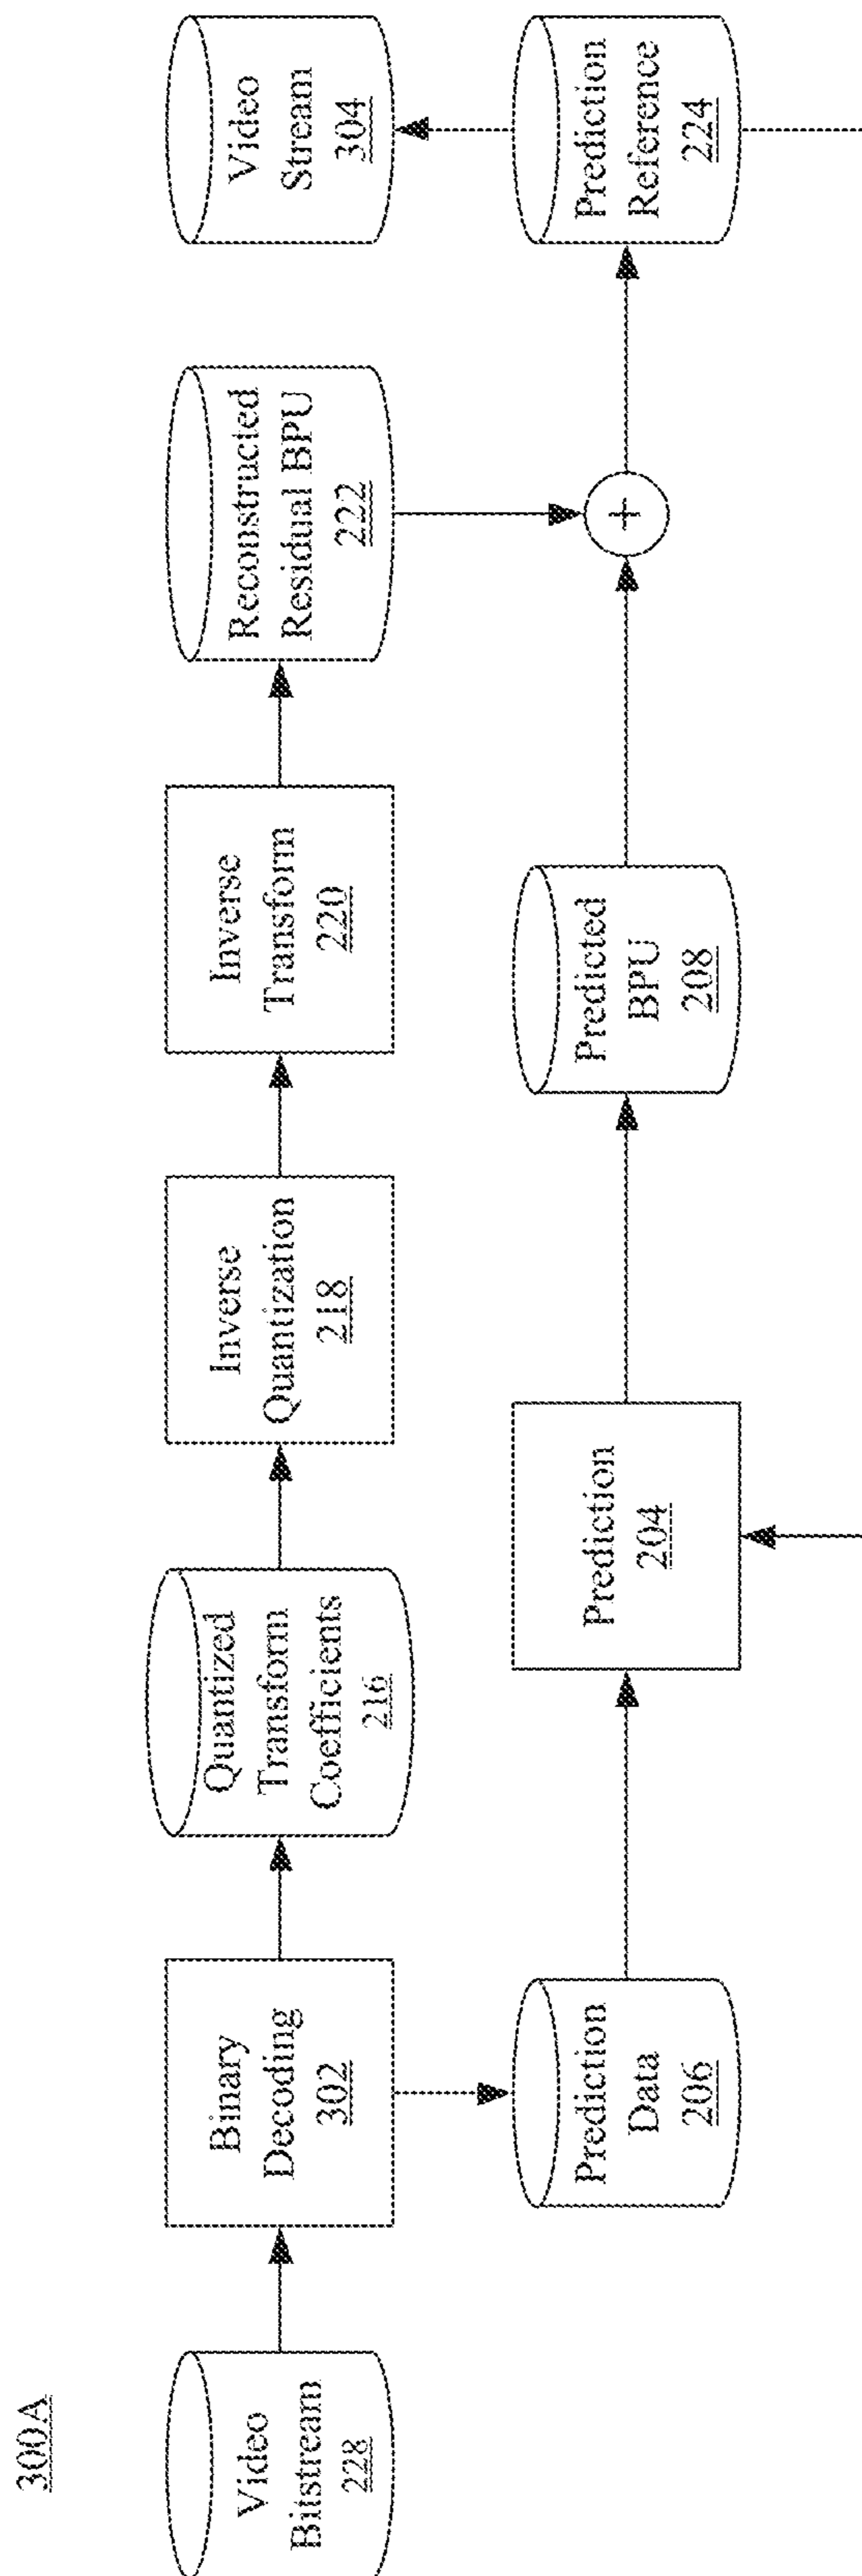 300A
Video
Bitstream
228
Binary
Decoding
302
Quantized
Transform
Coefficients
216
Inverse
Quantization
218
Inverse
Transform
220
Reconstructed
Residual BPU
222
Video
Stream
304
Prediction
Data
206
Prediction
204
Predicted
BPU
208
+
Prediction
Reference
224